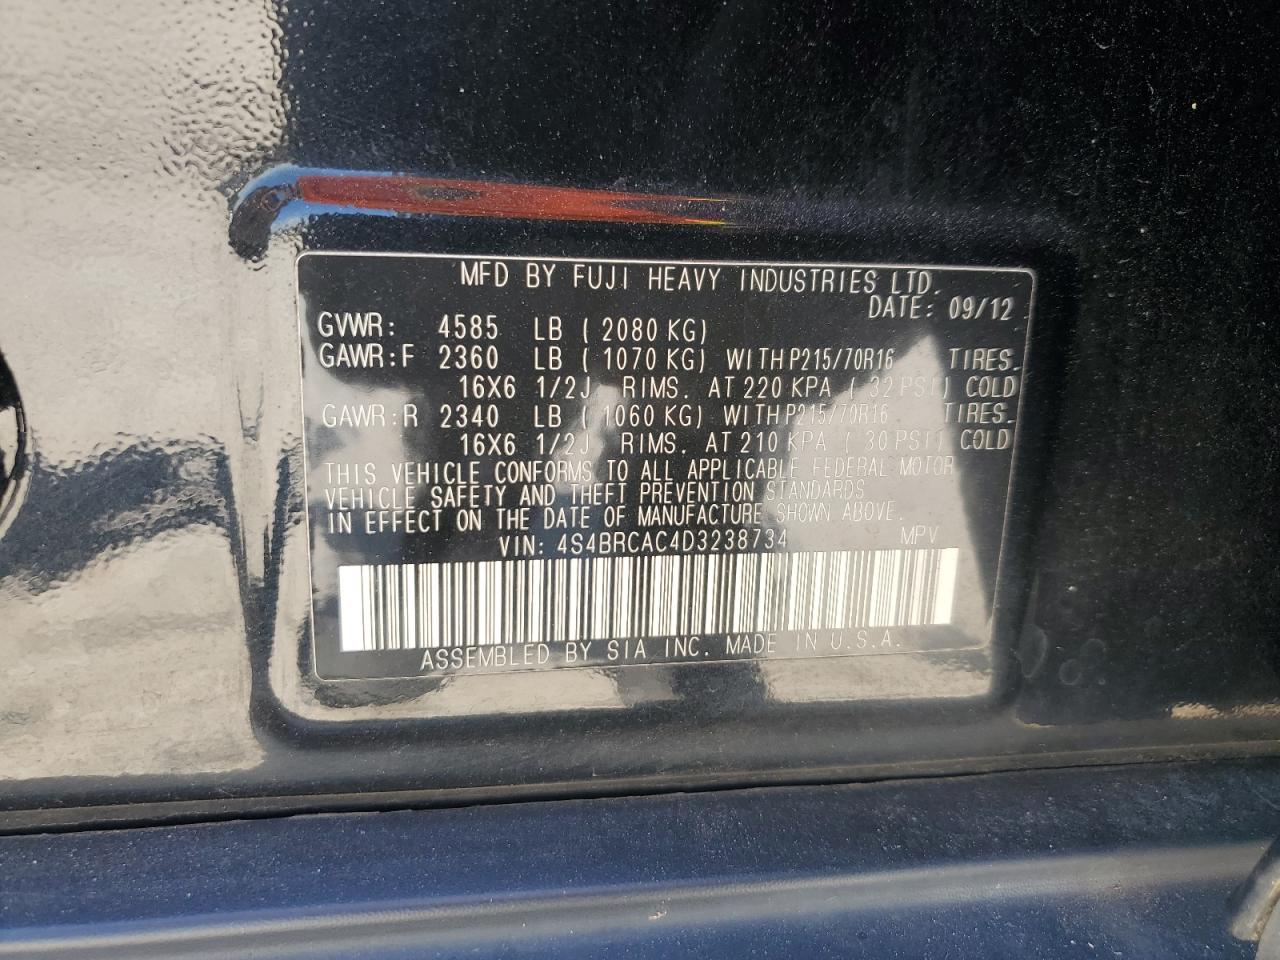 MFD BY FUJI HEAVY INDUSTRIES LTD.
DATE: 09/12
GVWR: 4585 LB ( 2080 KG)
GAWR:F 2360 LB ( 1070 KG) WITH P215/70R16 TIRES.
16X6 1/2J RIMS. AT 220 KPA ( 32 PSI) COLD
GAWR:R 2340 LB ( 1060 KG) WITH P215/70R16 TIRES.
16X6 1/2J RIMS. AT 210 KPA ( 30 PSI) COLD
THIS VEHICLE CONFORMS TO ALL APPLICABLE FEDERAL MOTOR
VEHICLE SAFETY AND THEFT PREVENTION STANDARDS
IN EFFECT ON THE DATE OF MANUFACTURE SHOWN ABOVE.
VIN: 4S4BRCAC4D3238734 MPV
ASSEMBLED BY SIA INC. MADE IN U.S.A.